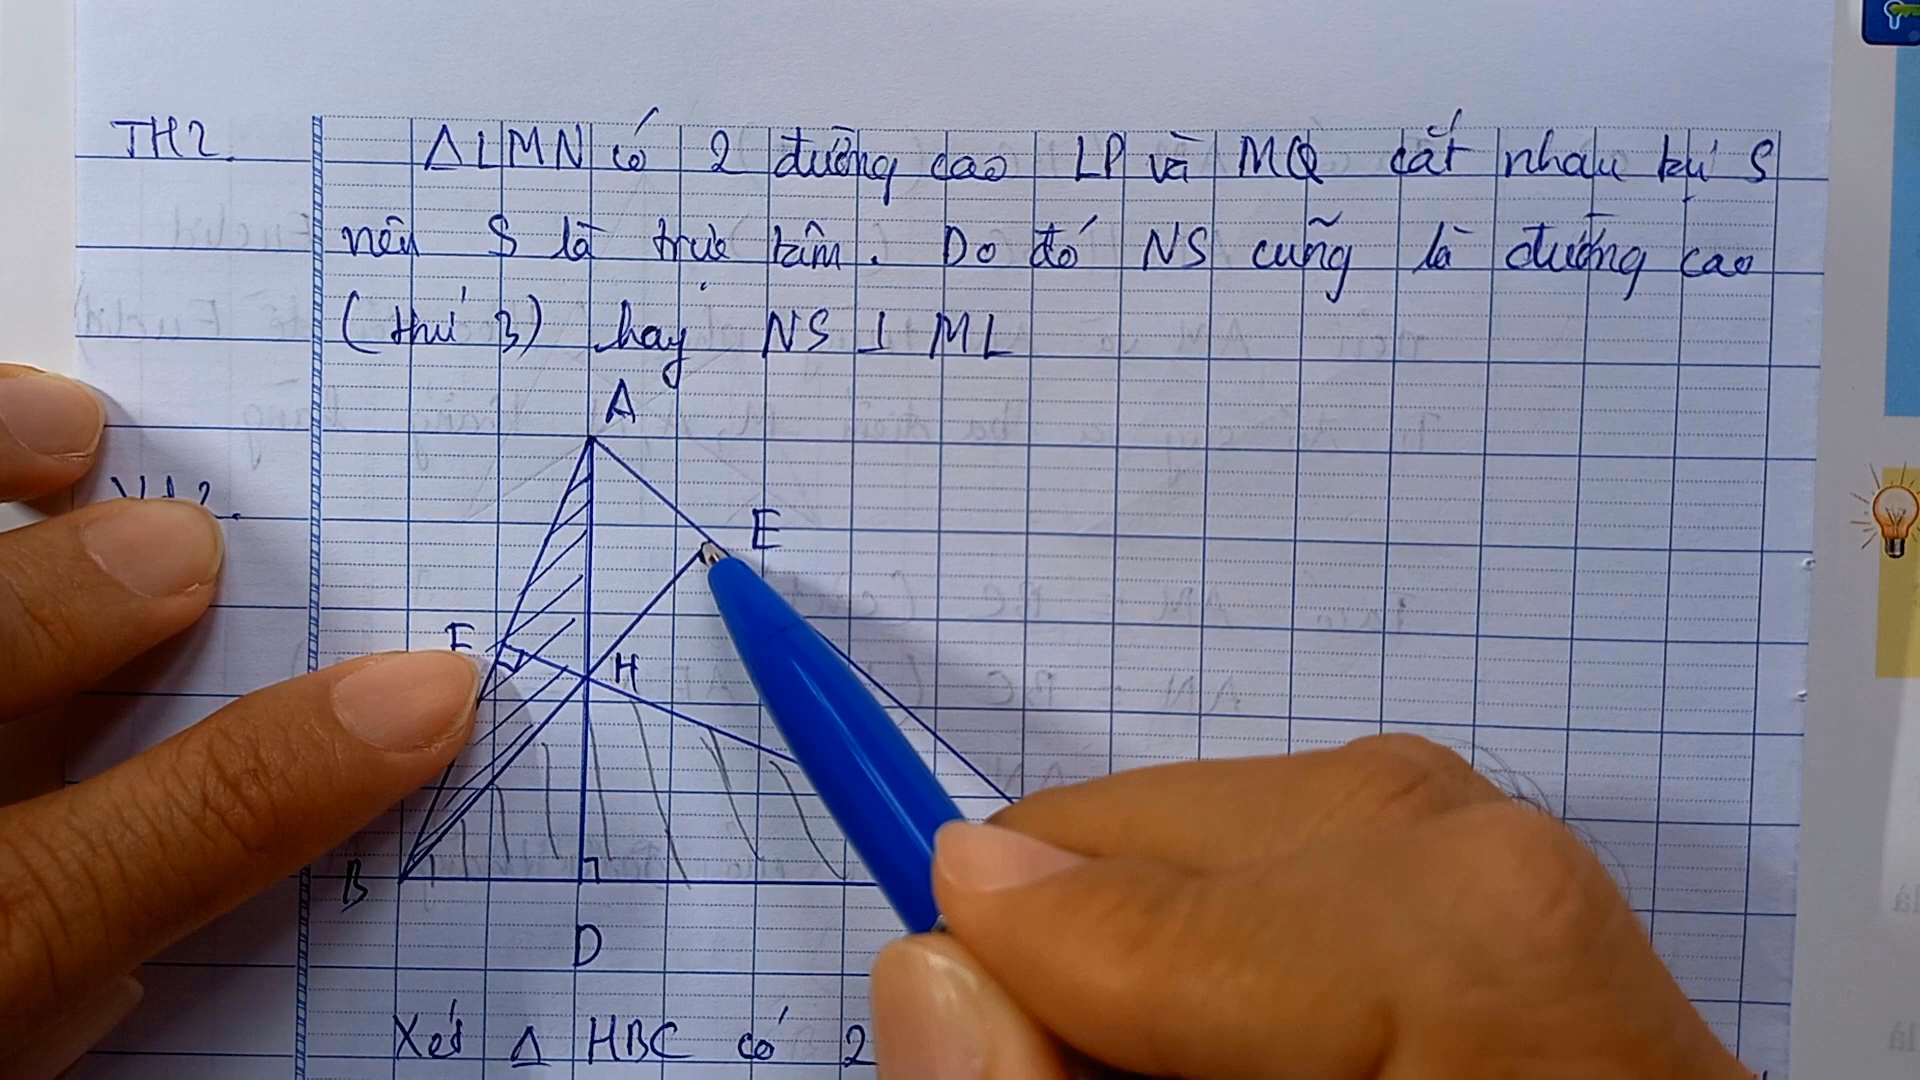 TH2.
ΔLMN có 2 đường cao LP và MQ cắt nhau tại S
nên S là trực tâm. Do đó NS cũng là đường cao
(thứ 3) hay NS ⊥ ML
A
E
F
H
B
D
Xét Δ HBC có 2